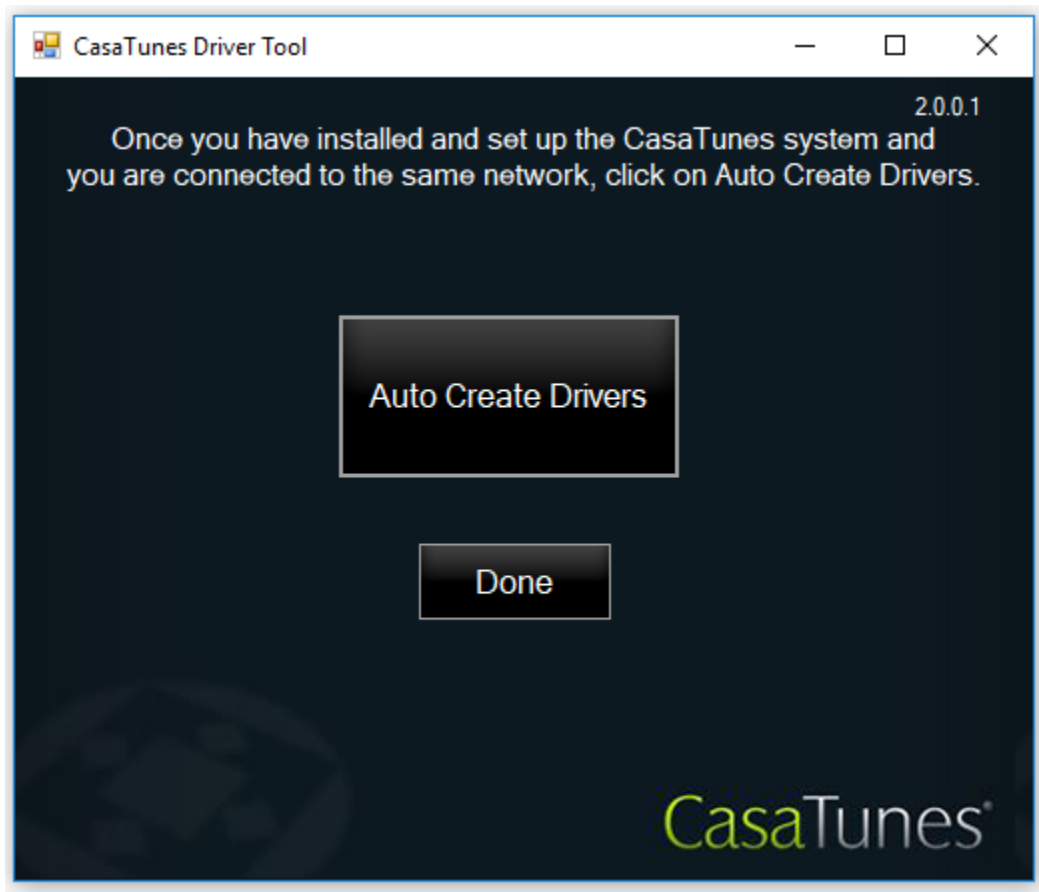 CasaTunes Driver Tool
2.0.0.1
Once you have installed and set up the CasaTunes system and
you are connected to the same network, click on Auto Create Drivers.
Auto Create Drivers
Done
CasaTunes®